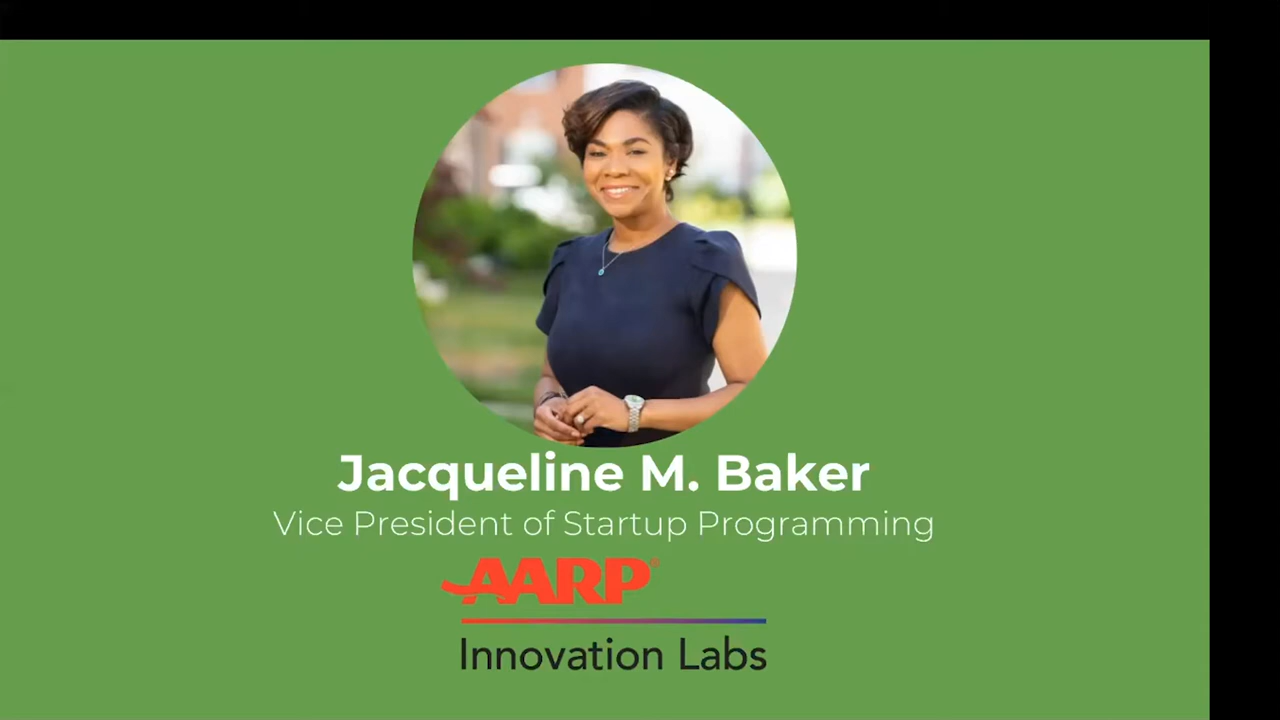 Jacqueline M. Baker
Vice President of Startup Programming
AARP®
Innovation Labs